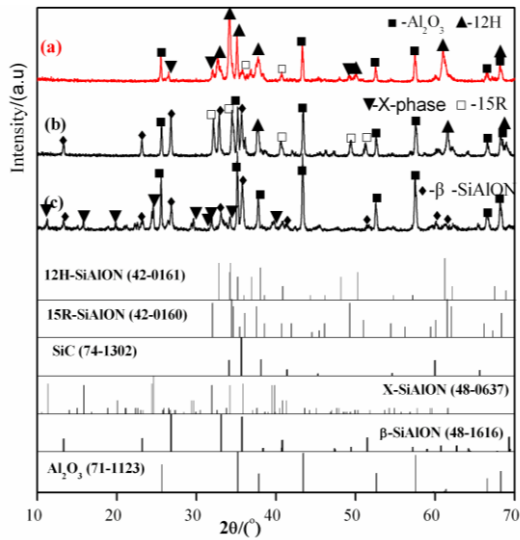 ■-Al₂O₃ ▲-12H
(a)
▼-X-phase □-15R
(b)
♦-β -SiAlON
(c)
Intensity/(a.u)
12H-SiAlON (42-0161)
15R-SiAlON (42-0160)
SiC (74-1302)
X-SiAlON (48-0637)
β-SiAlON (48-1616)
Al₂O₃ (71-1123)
10 20 30 40 50 60 70
2θ/(°)